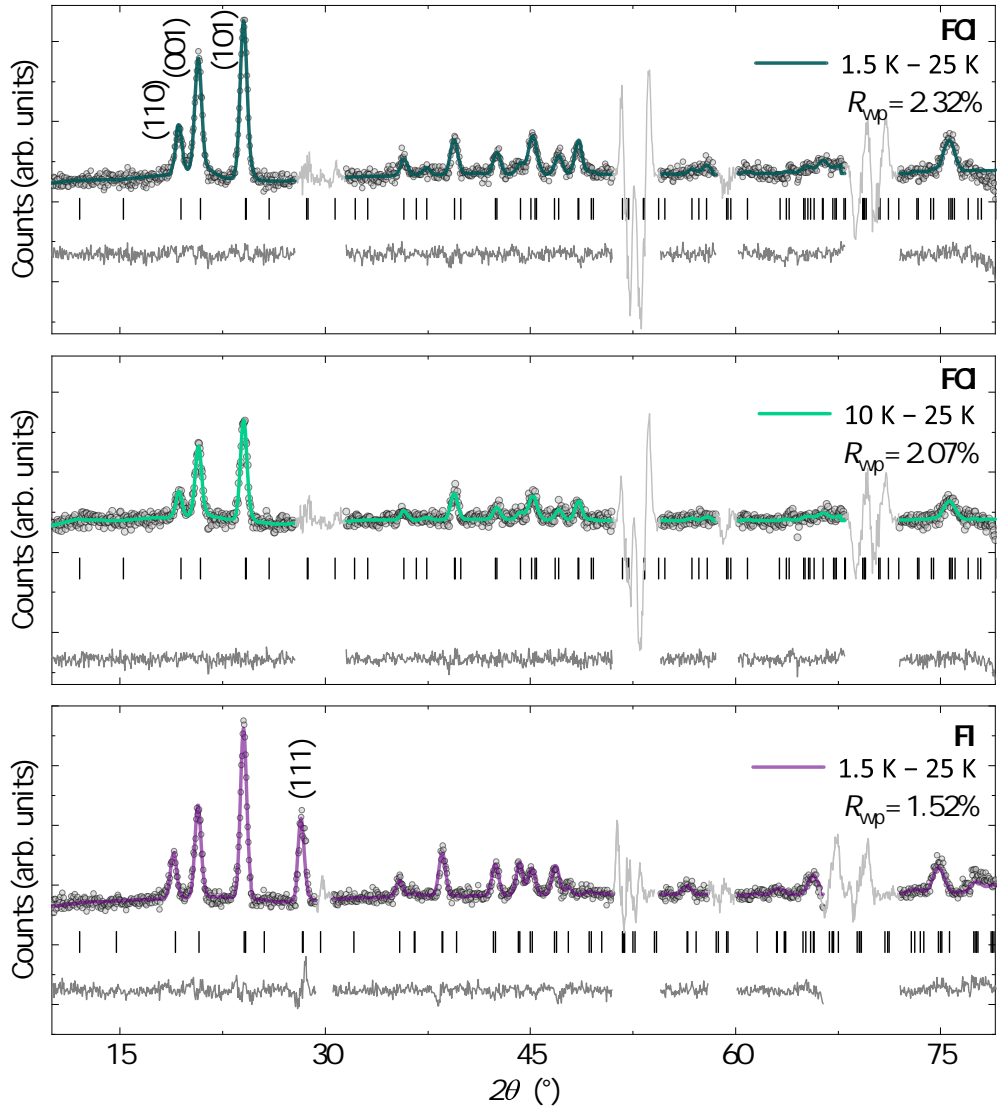 Counts (arb. units)
(110)
(001)
(101)
FCl
1.5 K – 25 K
Rwp = 2.32%
Counts (arb. units)
FCl
10 K – 25 K
Rwp = 2.07%
Counts (arb. units)
(111)
FI
1.5 K – 25 K
Rwp = 1.52%
15 30 45 60 75
2θ (°)